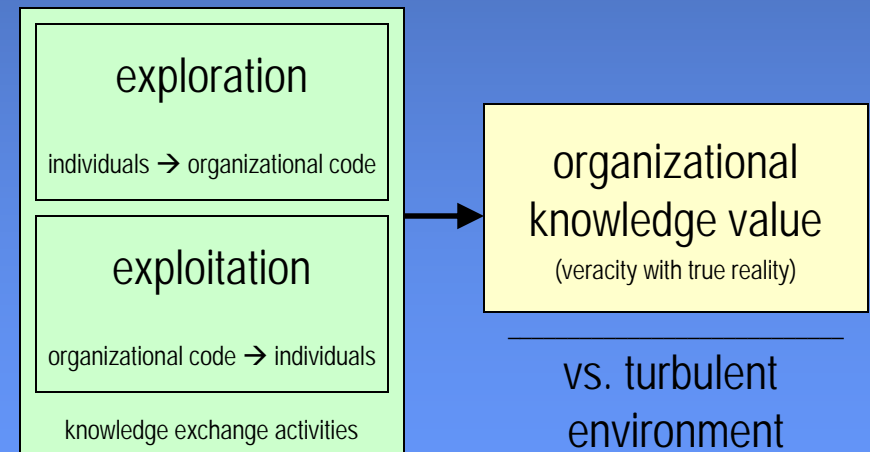 exploration
individuals → organizational code
exploitation
organizational code → individuals
knowledge exchange activities
organizational
knowledge value
(veracity with true reality)
vs. turbulent
environment